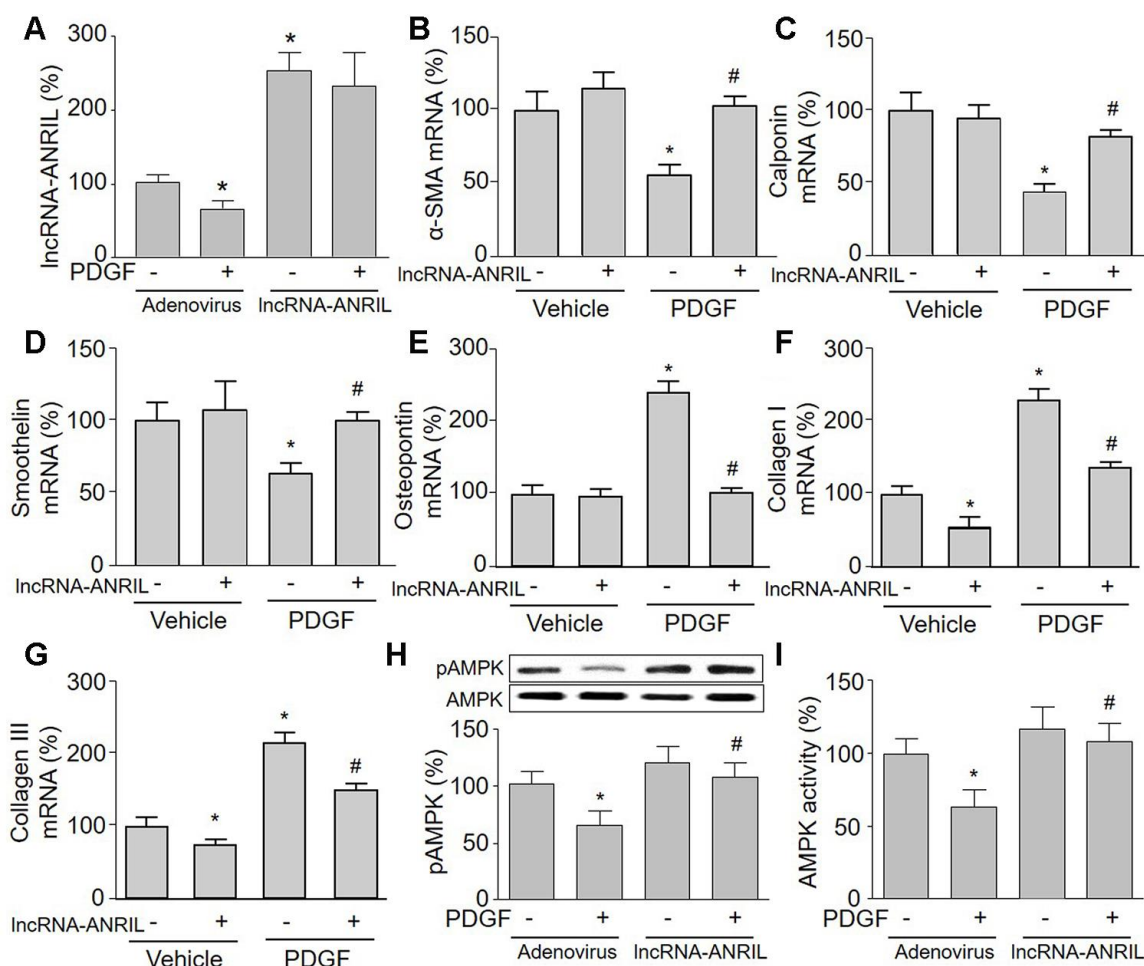 A
lncRNA-ANRIL (%)
300
200
100
0
*
*
PDGF - + - +
Adenovirus lncRNA-ANRIL
B
α-SMA mRNA (%)
150
100
50
0
*
#
lncRNA-ANRIL - + - +
Vehicle PDGF
C
Calponin
mRNA (%)
150
100
50
0
*
#
lncRNA-ANRIL - + - +
Vehicle PDGF
D
Smoothelin
mRNA (%)
150
100
50
0
*
#
lncRNA-ANRIL - + - +
Vehicle PDGF
E
Osteopontin
mRNA (%)
300
200
100
0
*
#
lncRNA-ANRIL - + - +
Vehicle PDGF
F
Collagen I
mRNA (%)
300
200
100
0
*
*
#
lncRNA-ANRIL - + - +
Vehicle PDGF
G
Collagen III
mRNA (%)
300
200
100
0
*
*
#
lncRNA-ANRIL - + - +
Vehicle PDGF
H
pAMPK
AMPK
pAMPK (%)
150
100
50
0
*
#
PDGF - + - +
Adenovirus lncRNA-ANRIL
I
AMPK activity (%)
150
100
50
0
*
#
PDGF - + - +
Adenovirus lncRNA-ANRIL